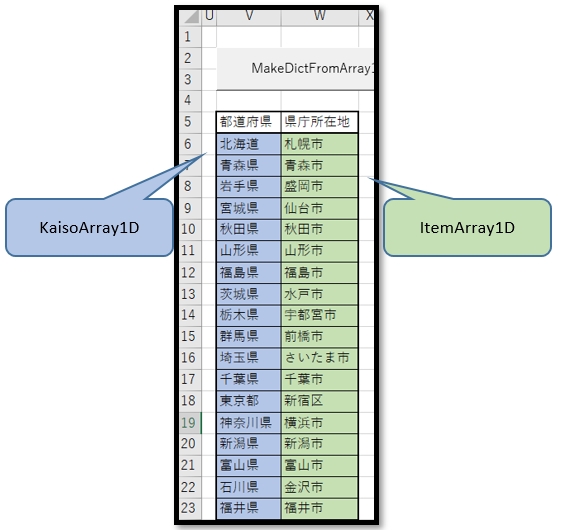 U V W X
1
2
MakeDictFromArray1
3
4
5 都道府県 県庁所在地
6 北海道 札幌市
7 青森県 青森市
8 岩手県 盛岡市
9 宮城県 仙台市
10 秋田県 秋田市
11 山形県 山形市
12 福島県 福島市
13 茨城県 水戸市
14 栃木県 宇都宮市
15 群馬県 前橋市
16 埼玉県 さいたま市
17 千葉県 千葉市
18 東京都 新宿区
19 神奈川県 横浜市
20 新潟県 新潟市
21 富山県 富山市
22 石川県 金沢市
23 福井県 福井市
KaisoArray1D
ItemArray1D